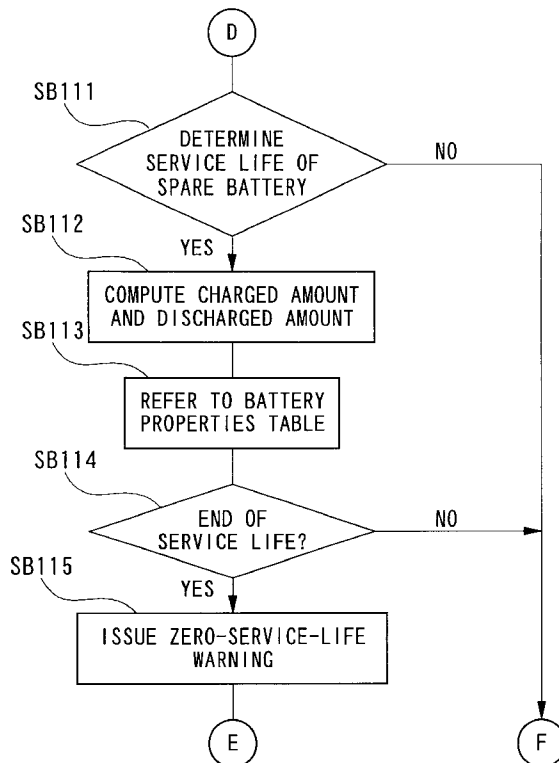 D
SB111
DETERMINE
SERVICE LIFE OF
SPARE BATTERY
NO
SB112
YES
COMPUTE CHARGED AMOUNT
AND DISCHARGED AMOUNT
SB113
REFER TO BATTERY
PROPERTIES TABLE
SB114
END OF
SERVICE LIFE?
NO
SB115
YES
ISSUE ZERO-SERVICE-LIFE
WARNING
E
F